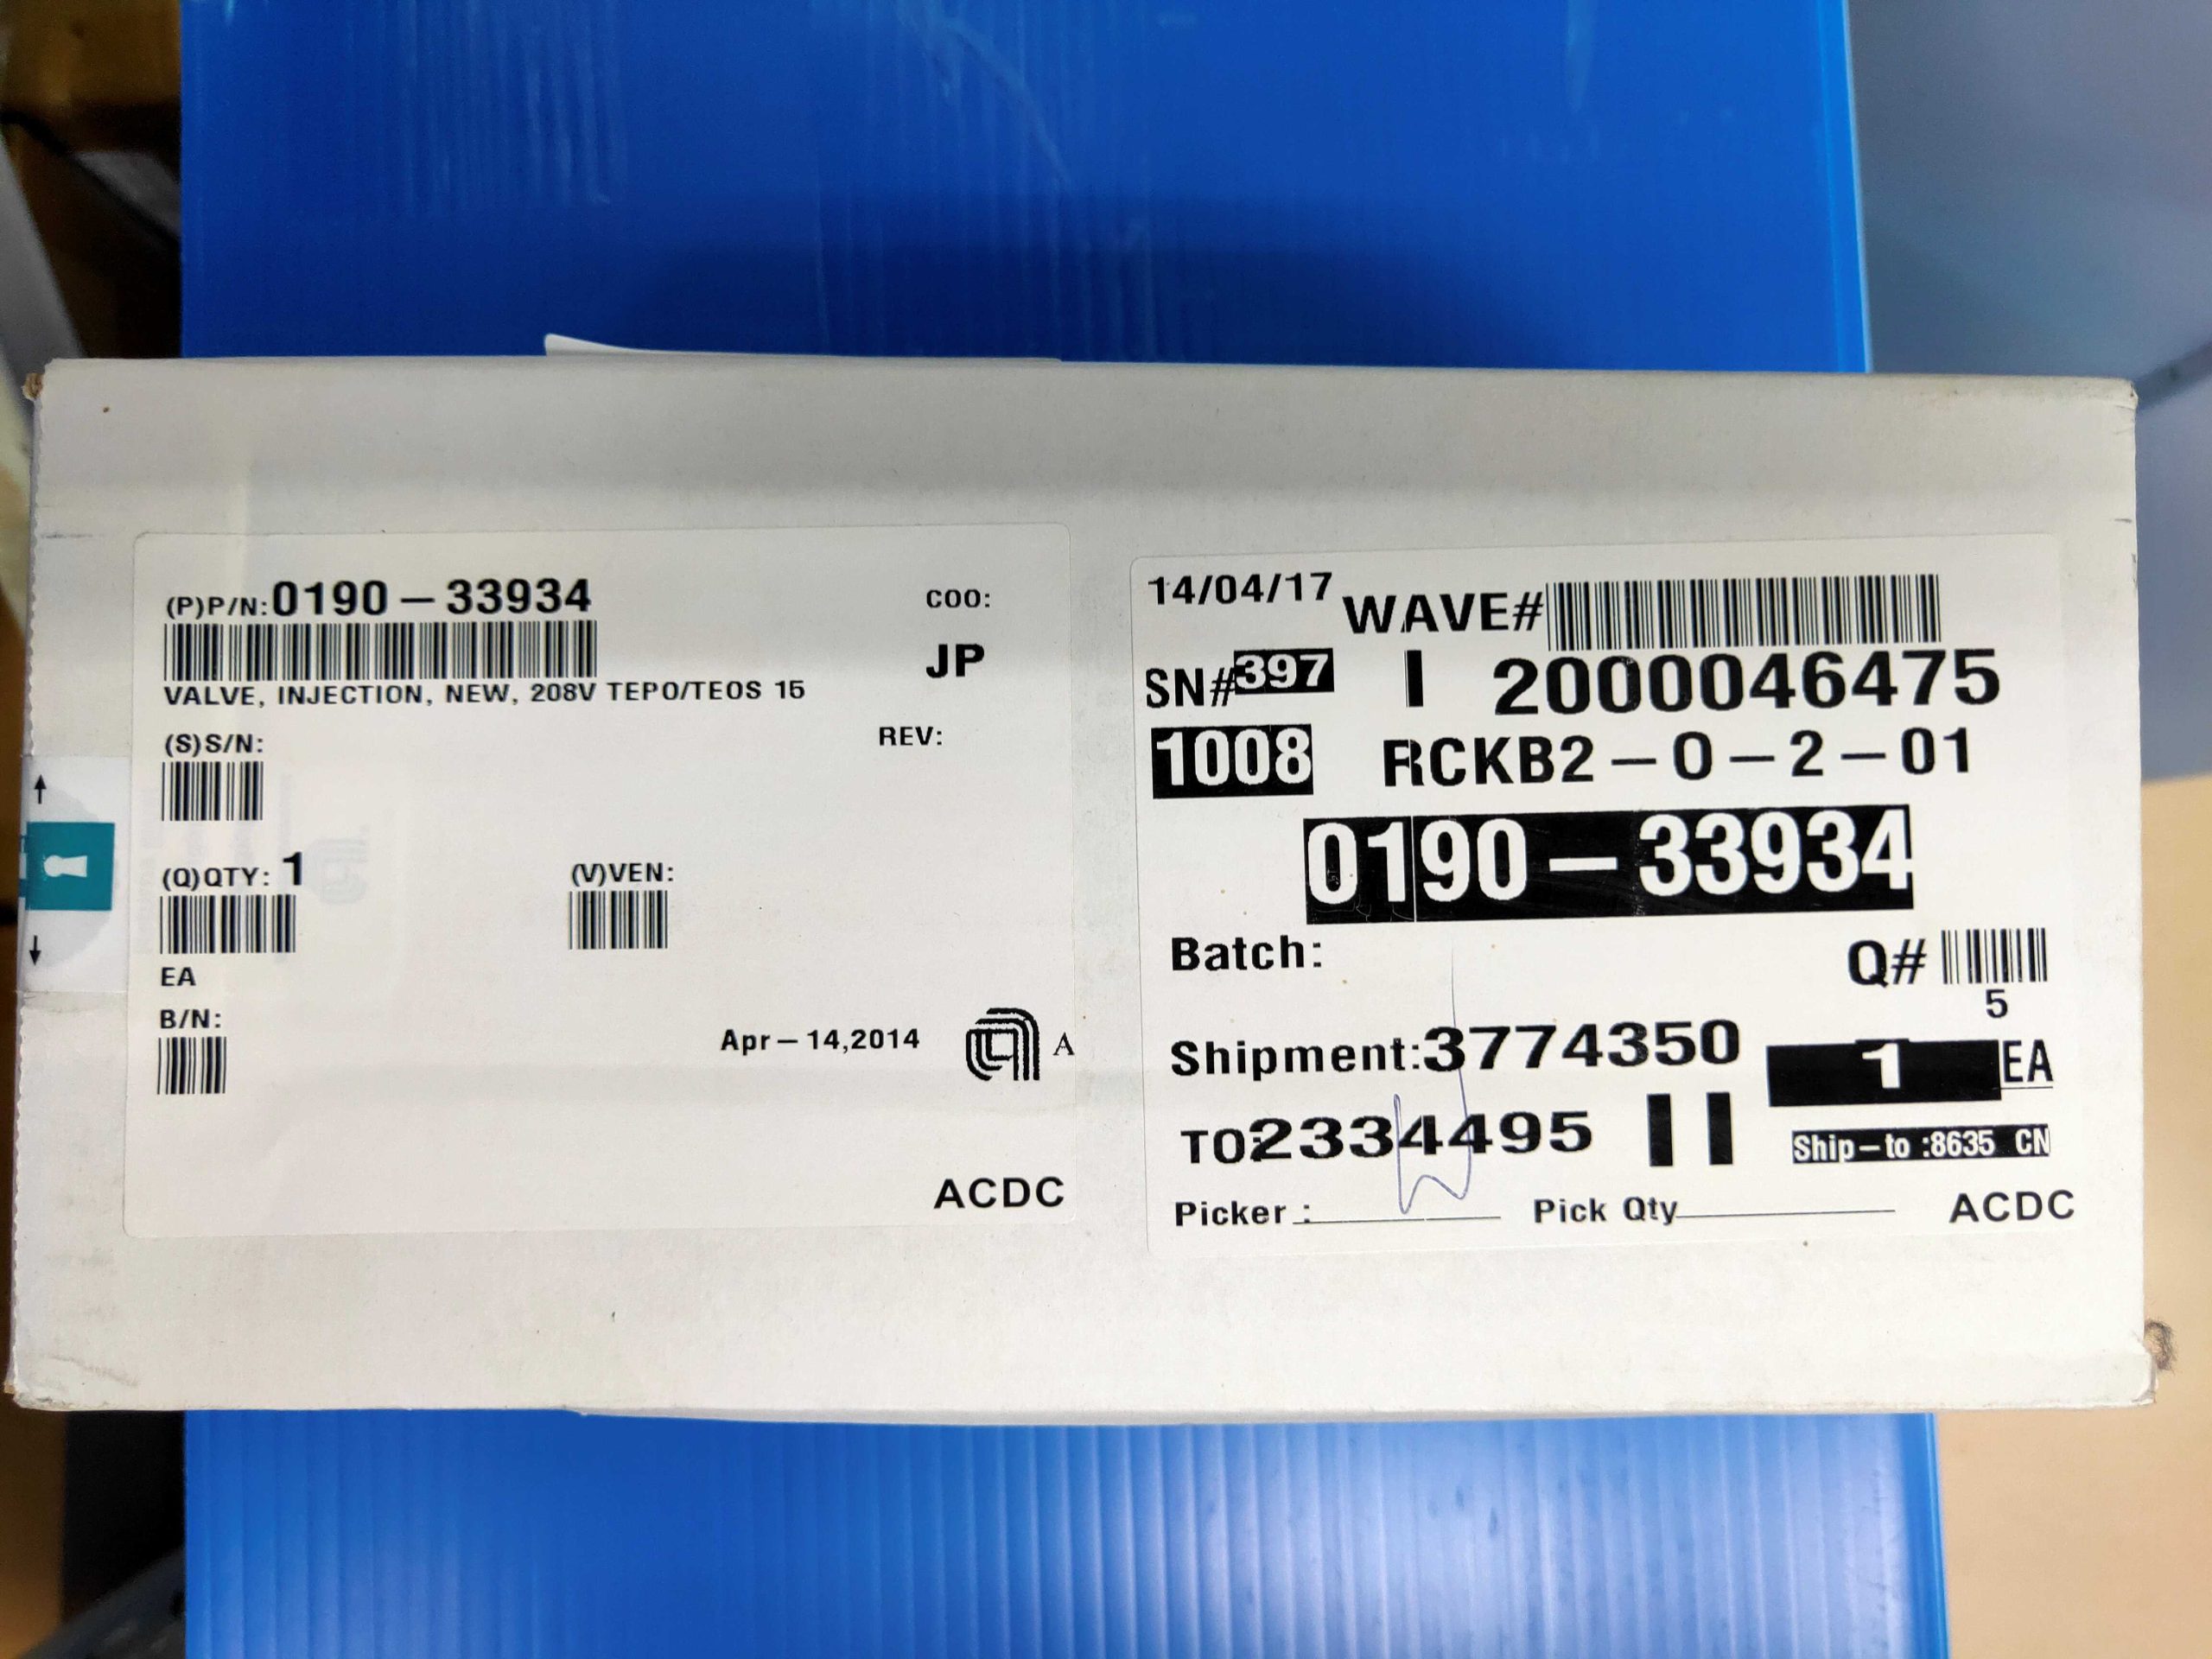 (P)P/N:0190-33934
COO:
JP
VALVE, INJECTION, NEW, 208V TEPO/TEOS 15
REV:
(S)S/N:
(Q)QTY: 1
(V)VEN:
EA
B/N:
Apr-14,2014
A
ACDC
14/04/17 WAVE#
SN#397 I 2000046475
1008 RCKB2-0-2-01
0190-33934
Batch:
Q#
5
Shipment:3774350
1 EA
TO:2334495
Ship-to :8635 CN
Picker :
Pick Qty
ACDC